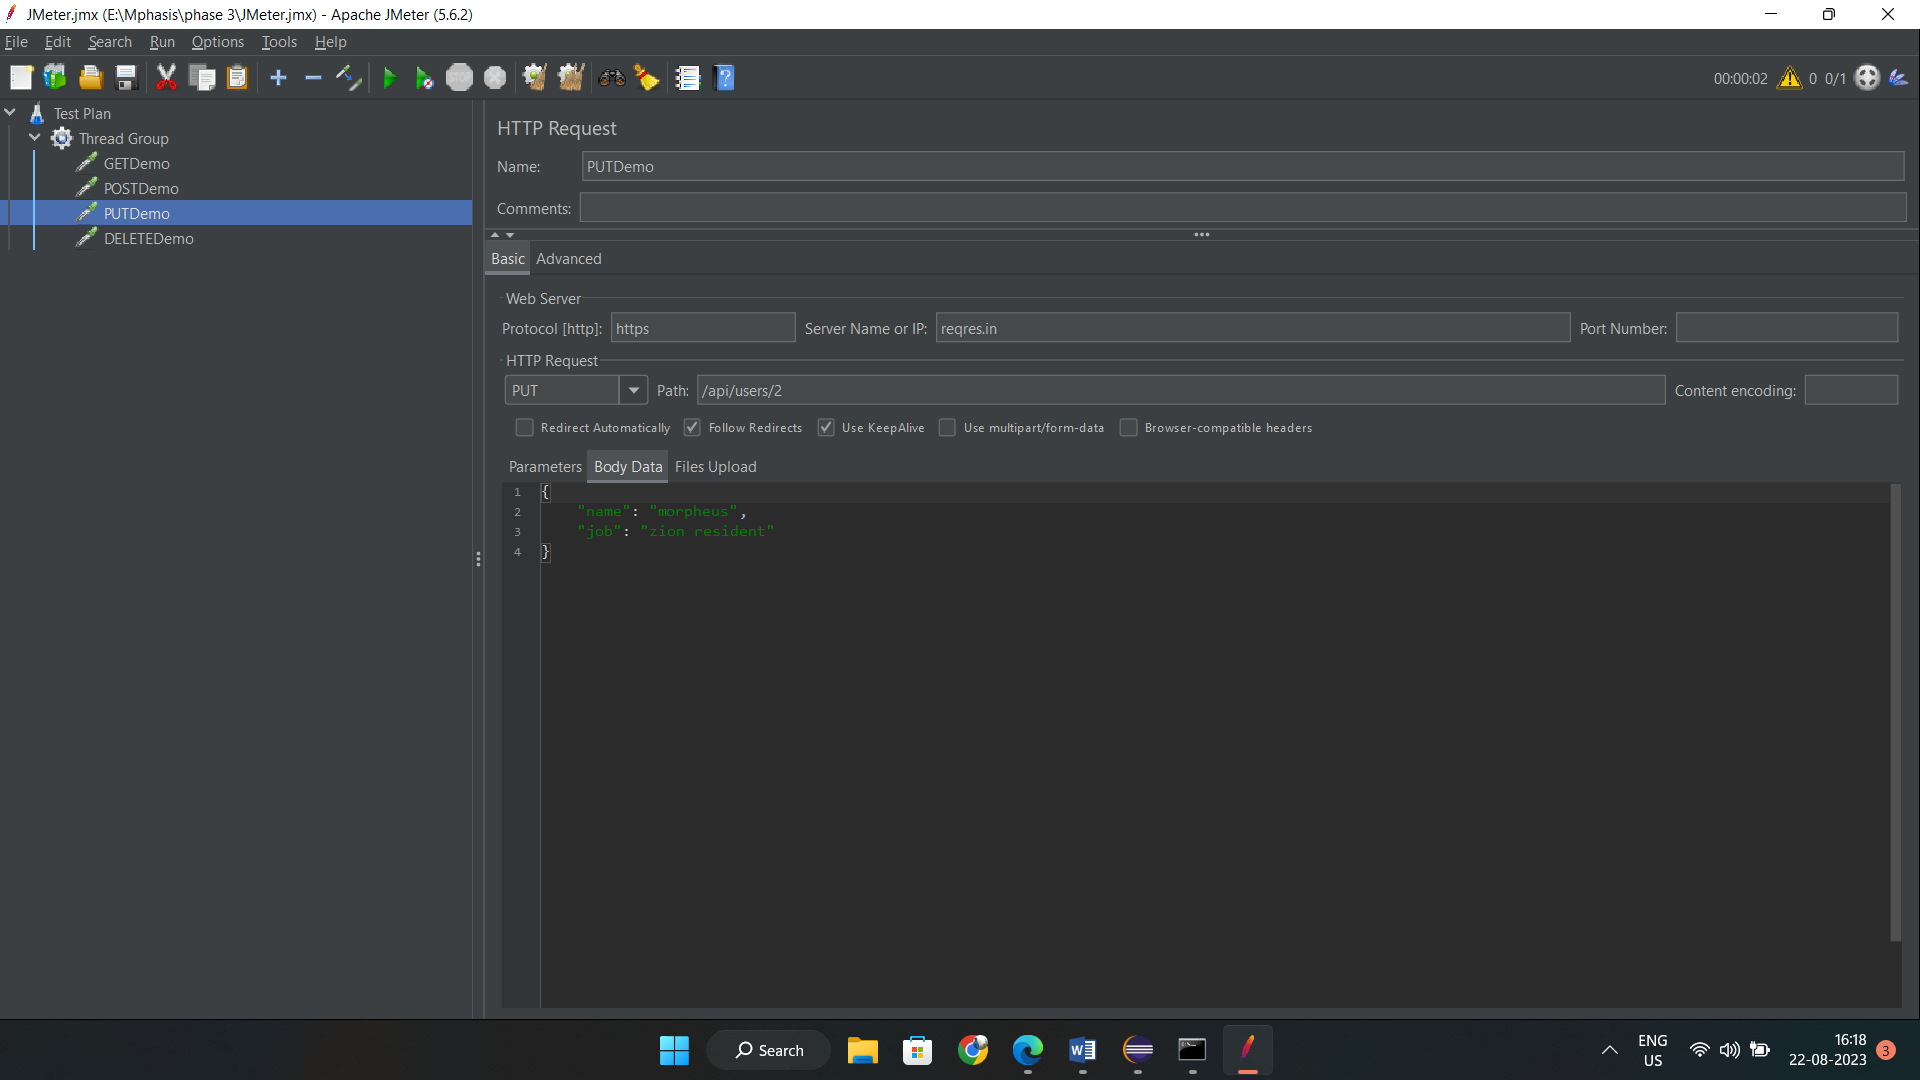 JMeter.jmx (E:\Mphasis\phase 3\JMeter.jmx) - Apache JMeter (5.6.2)
File Edit Search Run Options Tools Help
STOP
00:00:02 0 0/1
Test Plan
Thread Group
GETDemo
POSTDemo
PUTDemo
DELETEDemo
HTTP Request
Name: PUTDemo
Comments:
Basic Advanced
Web Server
Protocol [http]: https Server Name or IP: reqres.in Port Number:
HTTP Request
PUT Path: /api/users/2 Content encoding:
Redirect Automatically Follow Redirects Use KeepAlive Use multipart/form-data Browser-compatible headers
Parameters Body Data Files Upload
1 {
2 "name": "morpheus",
3 "job": "zion resident"
4 }
Search
ENG
US
16:18
22-08-2023
3